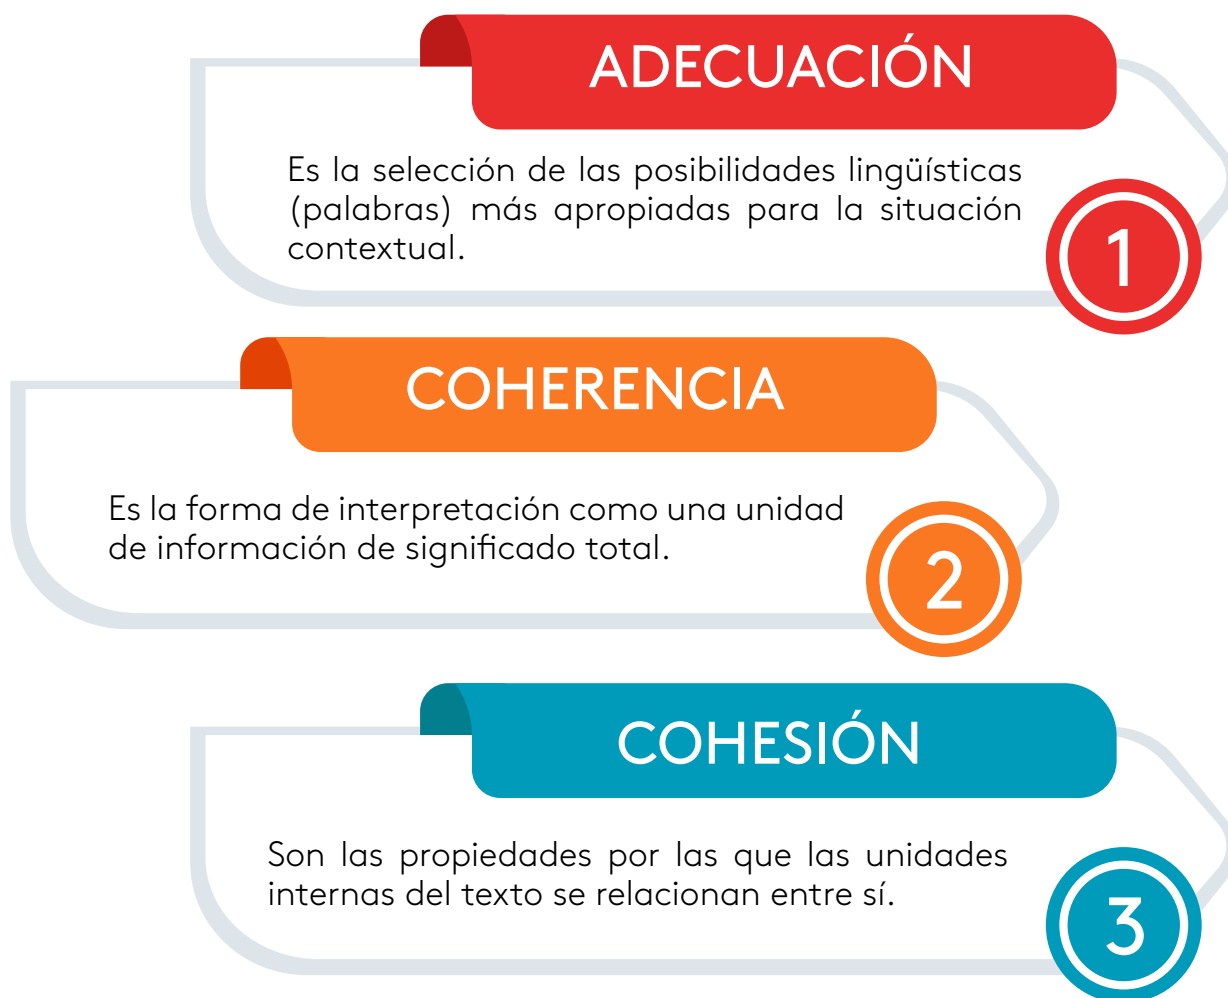 ADECUACIÓN
Es la selección de las posibilidades lingüísticas
(palabras) más apropiadas para la situación
contextual.
1
COHERENCIA
Es la forma de interpretación como una unidad
de información de significado total.
2
COHESIÓN
Son las propiedades por las que las unidades
internas del texto se relacionan entre sí.
3